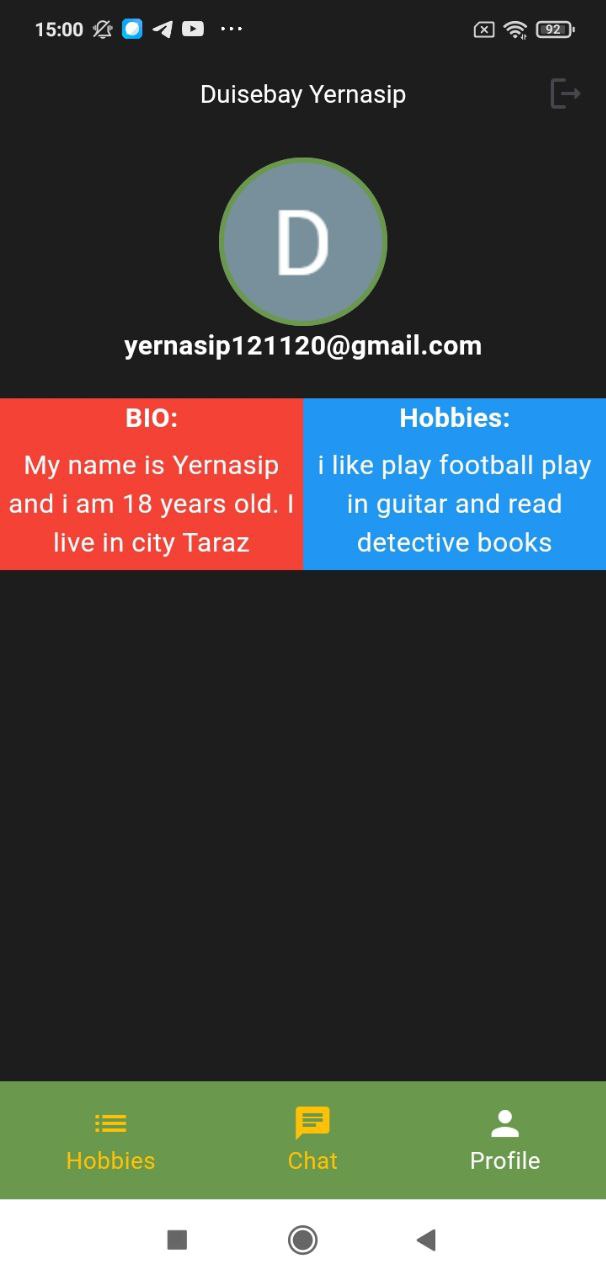 15:00
92
Duisebay Yernasip
D
yernasip121120@gmail.com
BIO:
My name is Yernasip
and i am 18 years old. I
live in city Taraz
Hobbies:
i like play football play
in guitar and read
detective books
Hobbies
Chat
Profile